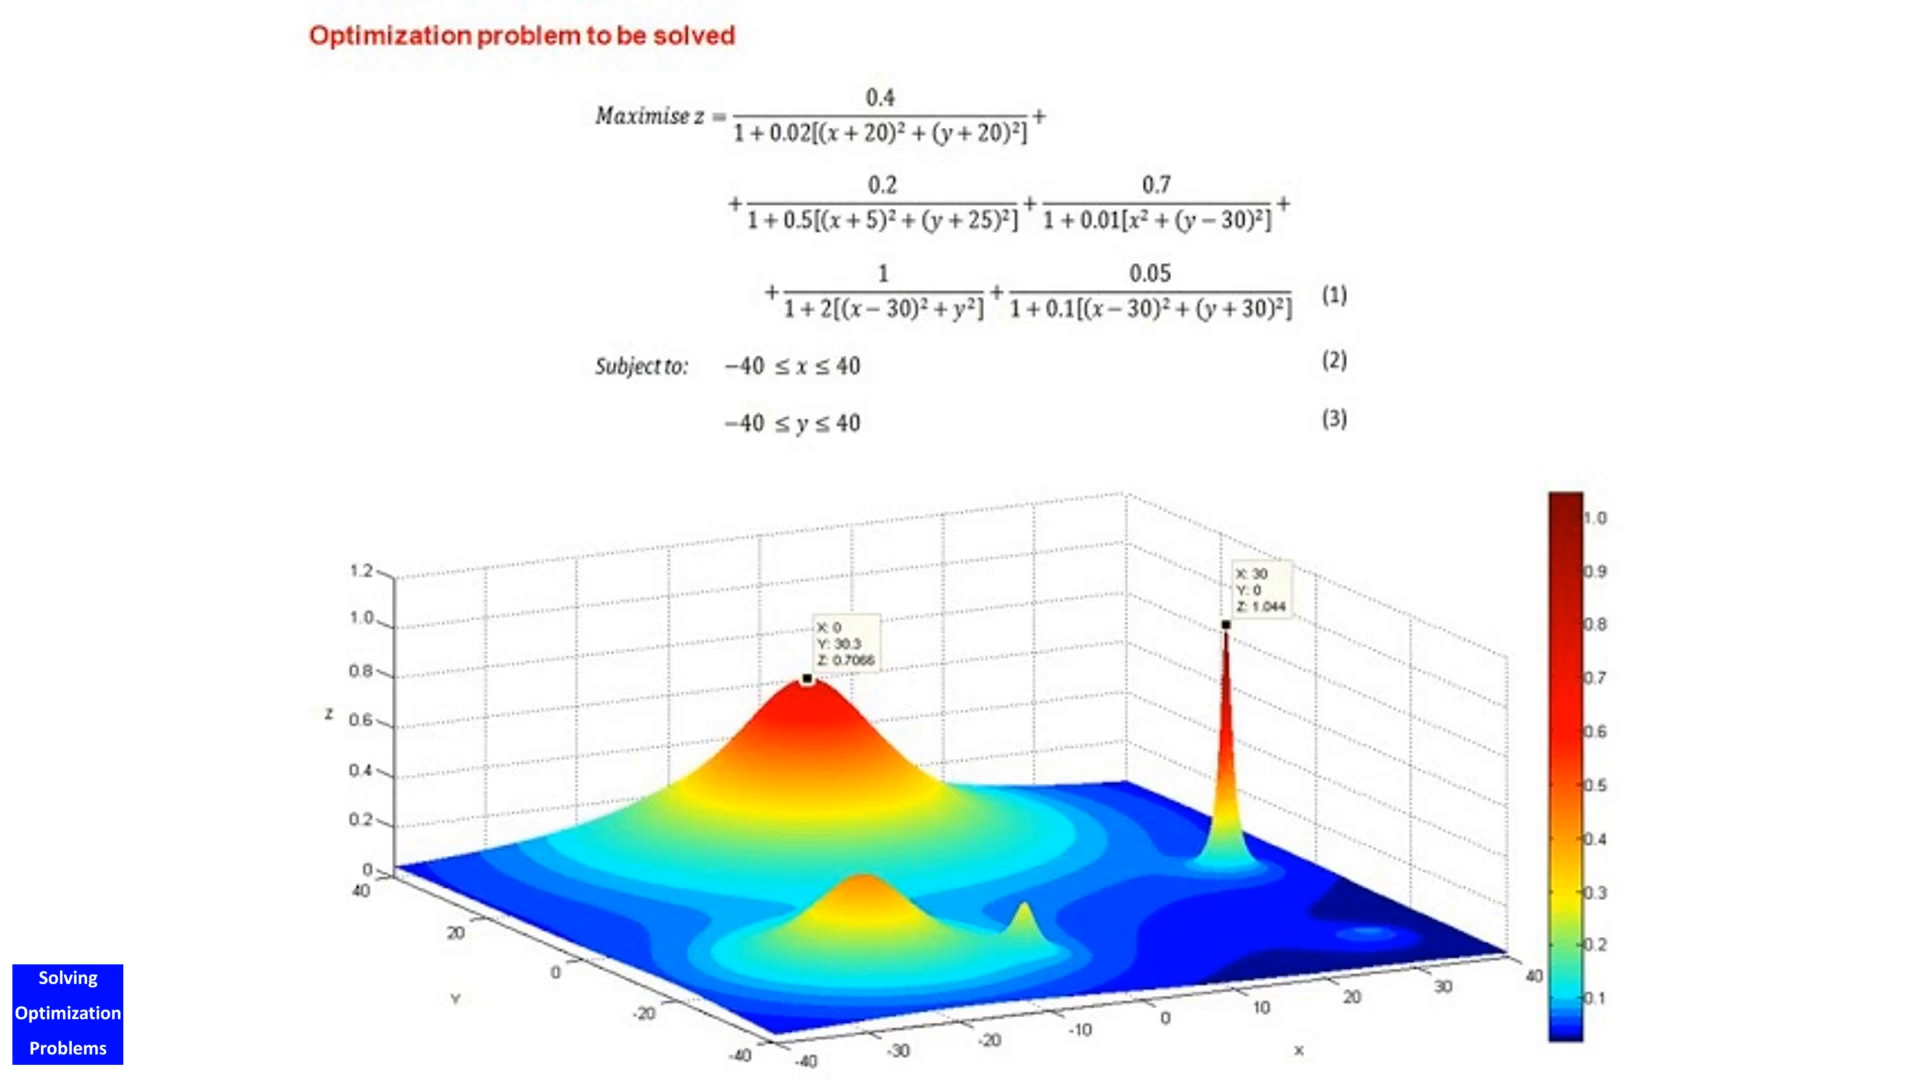 Optimization problem to be solved
Maximise z = 0.4 / 1 + 0.02[(x + 20)² + (y + 20)²] +
+ 0.2 / 1 + 0.5[(x + 5)² + (y + 25)²] + 0.7 / 1 + 0.01[x² + (y − 30)²] +
+ 1 / 1 + 2[(x − 30)² + y²] + 0.05 / 1 + 0.1[(x − 30)² + (y + 30)²] (1)
Subject to: −40 ≤ x ≤ 40 (2)
−40 ≤ y ≤ 40 (3)
X: 30
Y: 0
Z: 1.044
X: 0
Y: 30.3
Z: 0.7066
z
1.2
1.0
0.8
0.6
0.4
0.2
0
40
20
0
-20
-40
Y
-40
-30
-20
-10
0
10
20
30
40
x
1.0
0.9
0.8
0.7
0.6
0.5
0.4
0.3
0.2
0.1
Solving
Optimization
Problems